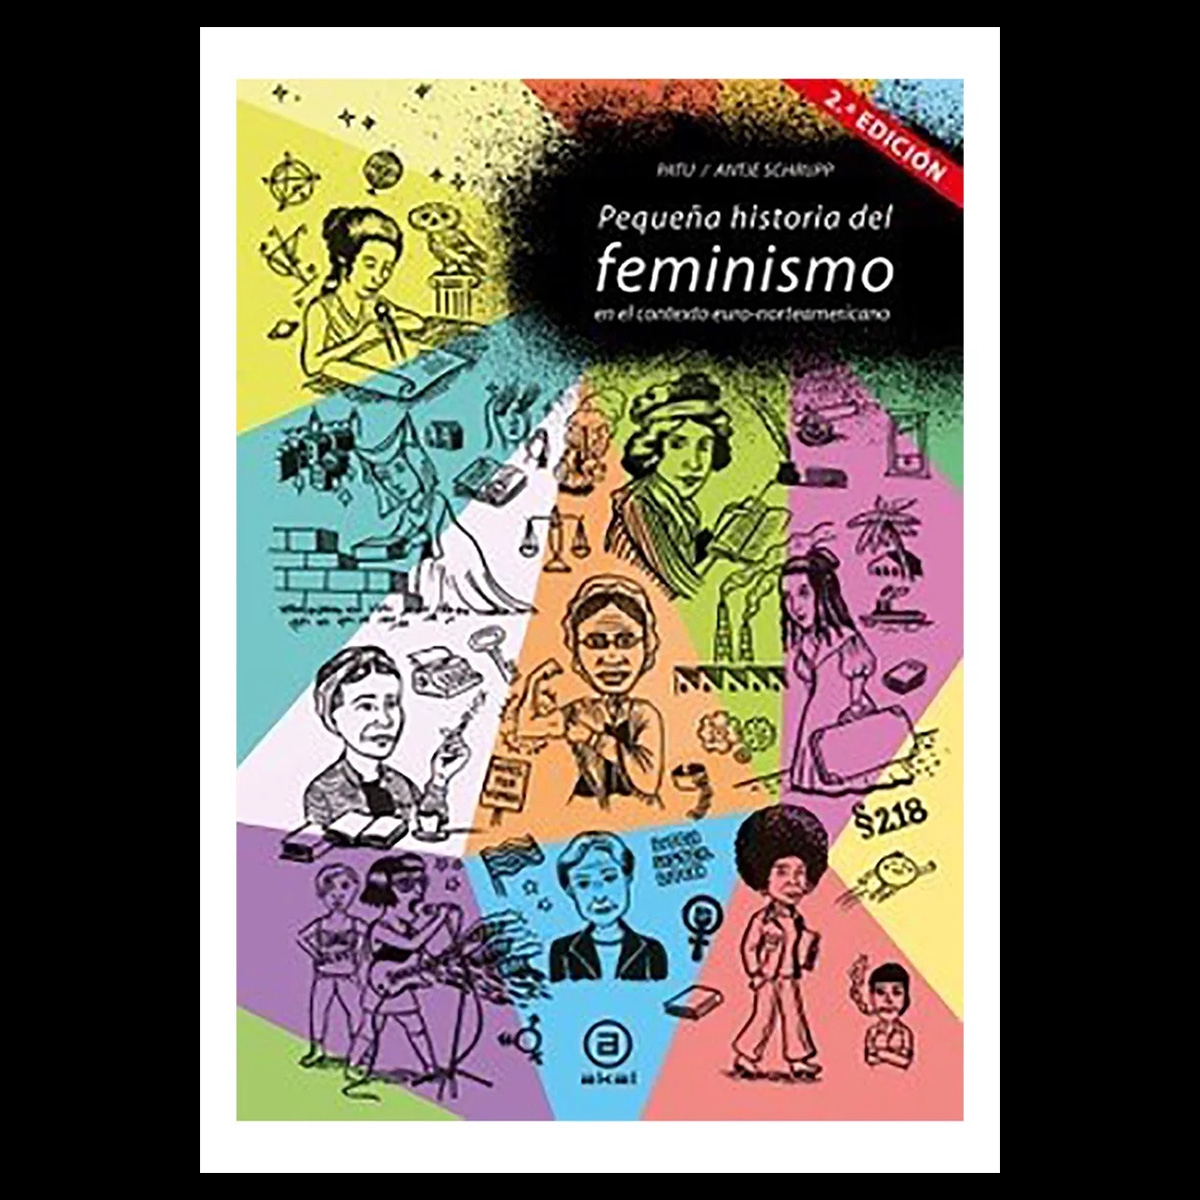 2.ª EDICIÓN
PATU / ANTJE SCHRUPP
Pequeña historia del
feminismo
en el contexto euro-norteamericano
§218
a
akal